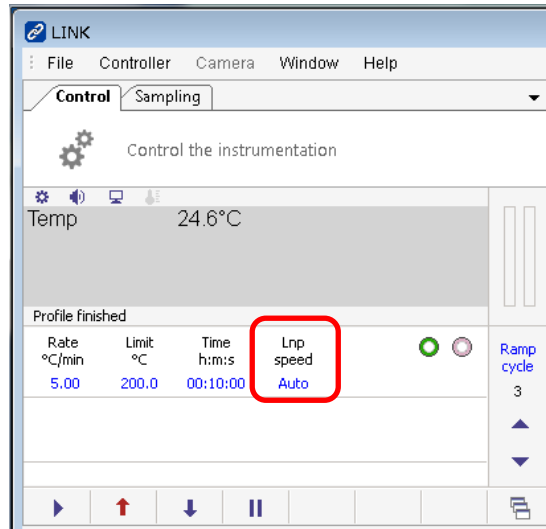 LINK
File Controller Camera Window Help
Control Sampling
Control the instrumentation
Temp 24.6°C
Profile finished
Rate Limit Time Lnp
°C/min °C h:m:s speed
5.00 200.0 00:10:00 Auto
Ramp
cycle
3